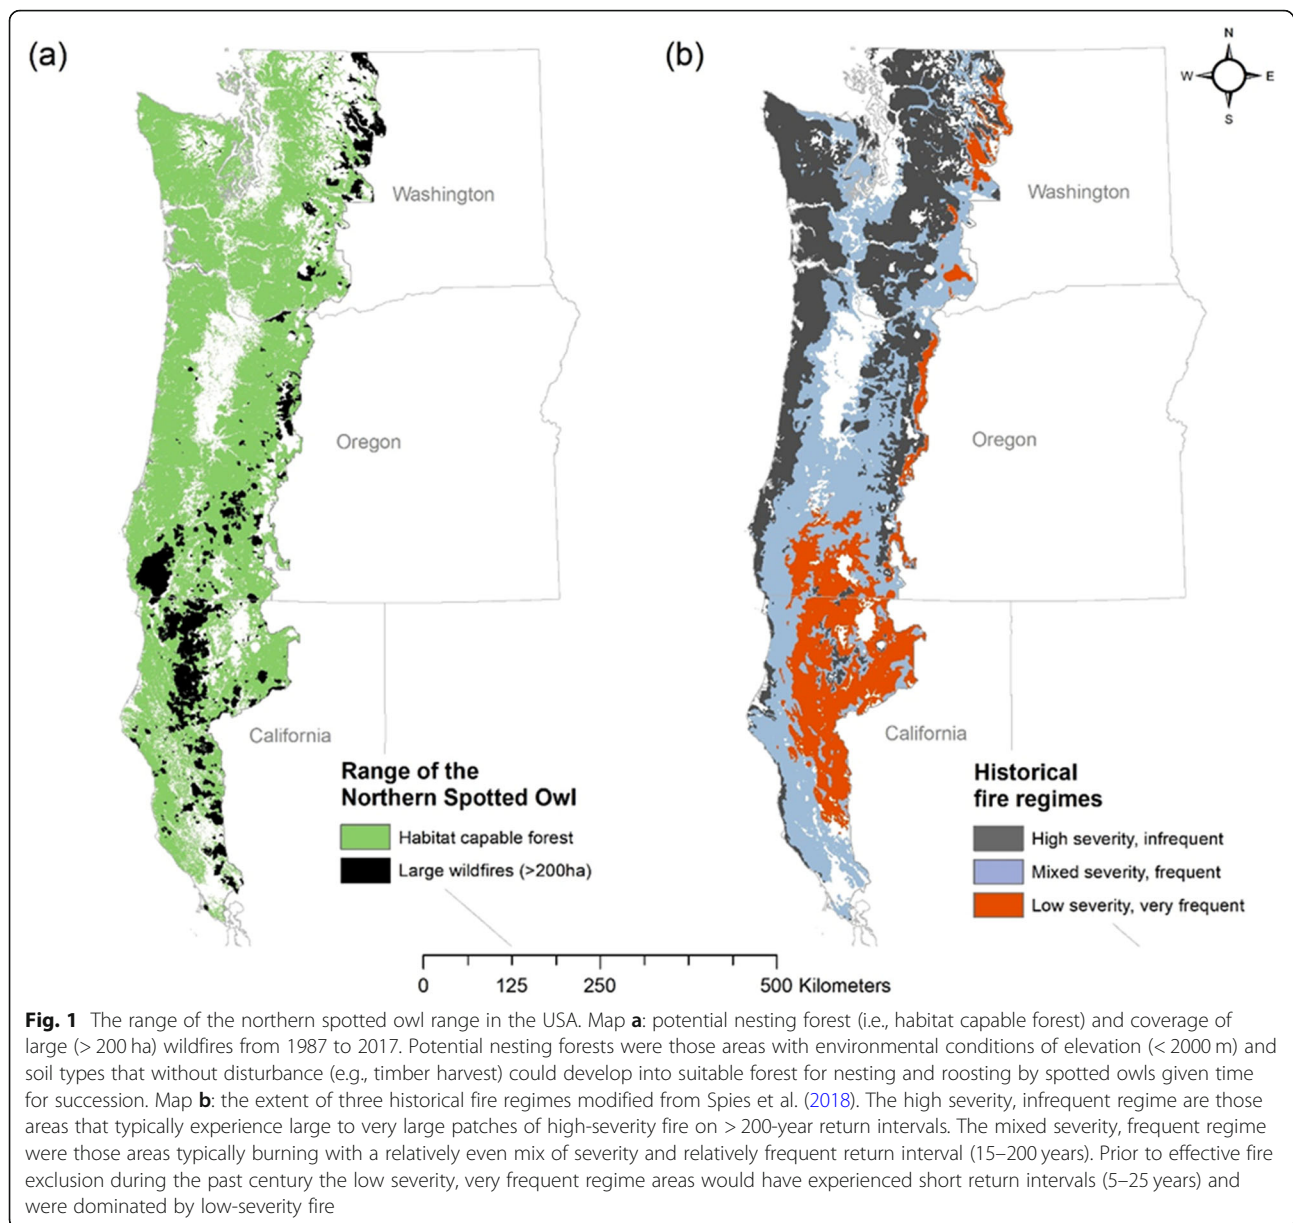 (a)
(b)
N
W E
S
Washington
Washington
Oregon
Oregon
California
California
Range of the
Northern Spotted Owl
Habitat capable forest
Large wildfires (>200ha)
Historical
fire regimes
High severity, infrequent
Mixed severity, frequent
Low severity, very frequent
0 125 250 500 Kilometers
Fig. 1 The range of the northern spotted owl range in the USA. Map a: potential nesting forest (i.e., habitat capable forest) and coverage of
large (> 200 ha) wildfires from 1987 to 2017. Potential nesting forests were those areas with environmental conditions of elevation (< 2000 m) and
soil types that without disturbance (e.g., timber harvest) could develop into suitable forest for nesting and roosting by spotted owls given time
for succession. Map b: the extent of three historical fire regimes modified from Spies et al. (2018). The high severity, infrequent regime are those
areas that typically experience large to very large patches of high-severity fire on > 200-year return intervals. The mixed severity, frequent regime
were those areas typically burning with a relatively even mix of severity and relatively frequent return interval (15–200 years). Prior to effective fire
exclusion during the past century the low severity, very frequent regime areas would have experienced short return intervals (5–25 years) and
were dominated by low-severity fire